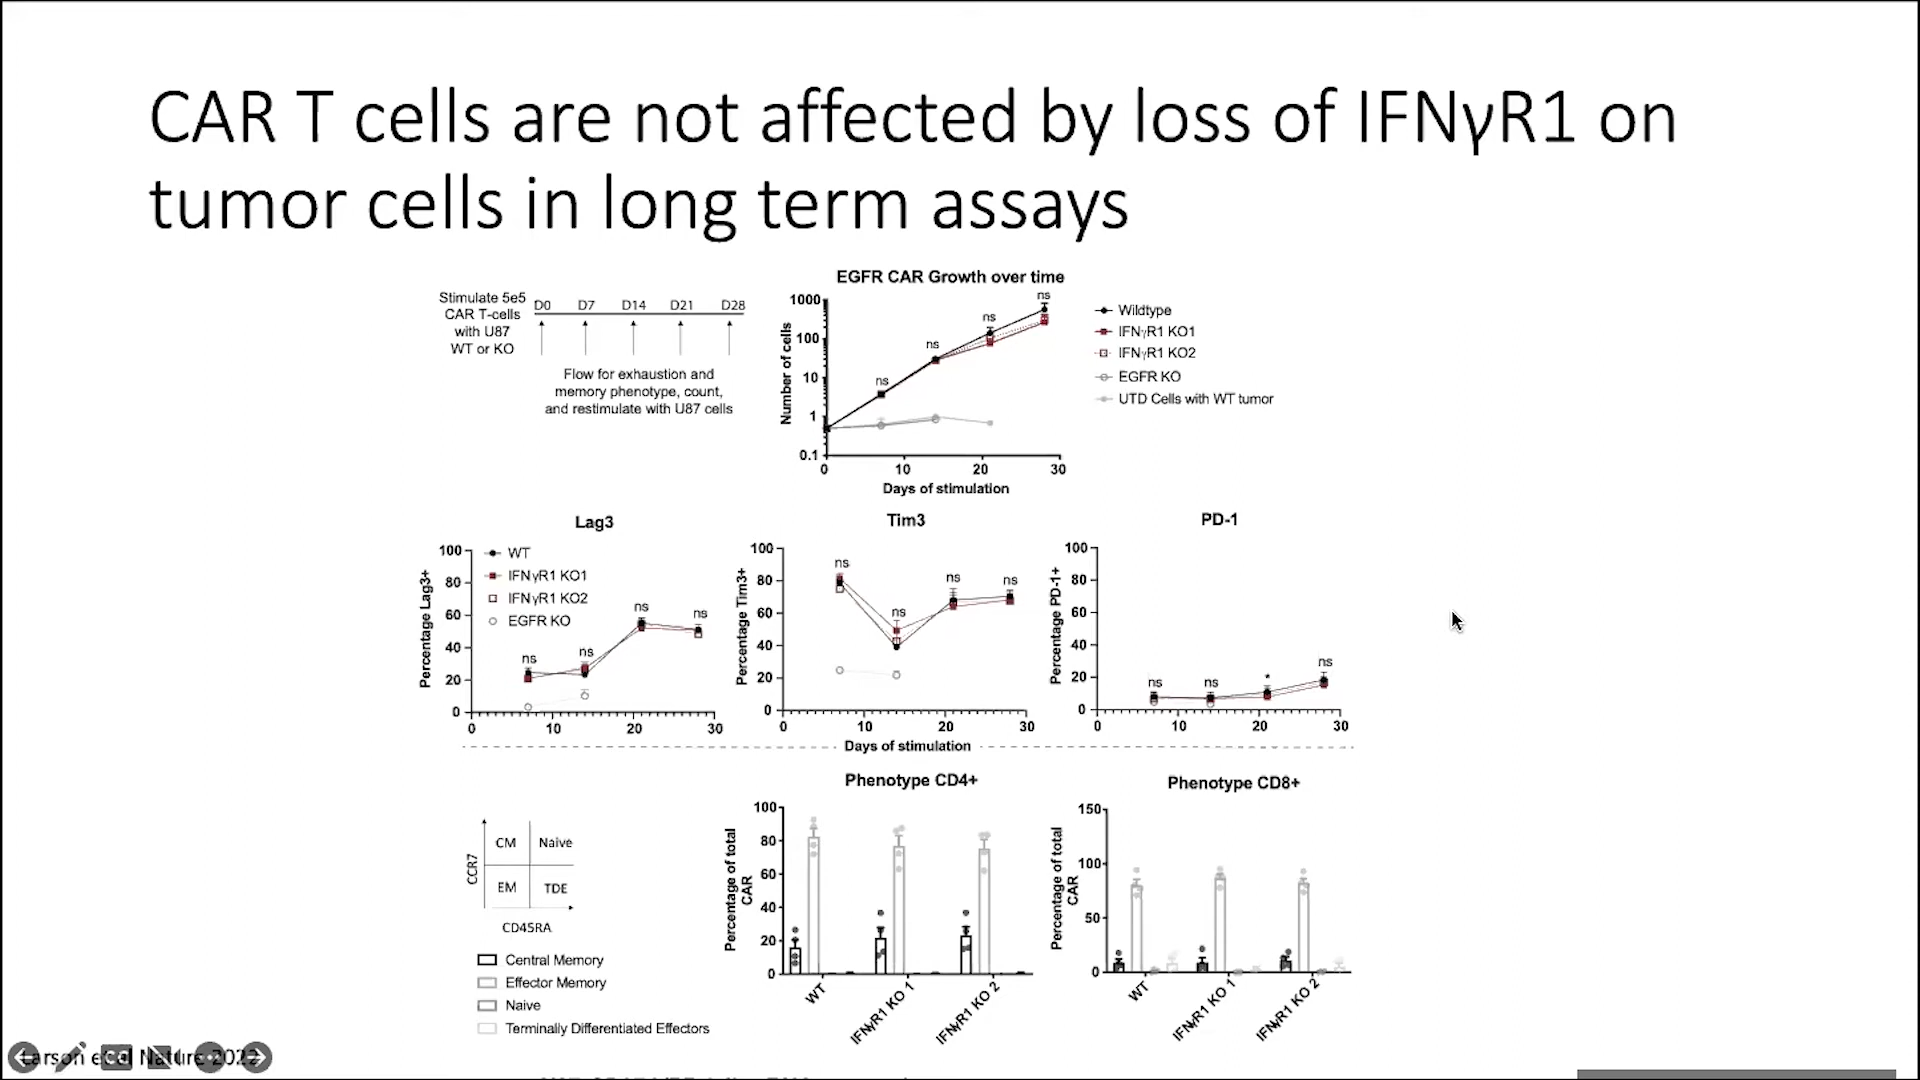 CAR T cells are not affected by loss of IFNγR1 on
tumor cells in long term assays
Stimulate 5e5
CAR T-cells
with U87
WT or KO
D0 D7 D14 D21 D28
Flow for exhaustion and
memory phenotype, count,
and restimulate with U87 cells
EGFR CAR Growth over time
Number of cells
1000
100
10
1
0.1
ns ns ns ns
0 10 20 30
Days of stimulation
Wildtype
IFNγR1 KO1
IFNγR1 KO2
EGFR KO
UTD Cells with WT tumor
Lag3
Percentage Lag3+
100
80
60
40
20
0
WT
IFNγR1 KO1
IFNγR1 KO2
EGFR KO
ns ns ns ns
0 10 20 30
Tim3
Percentage Tim3+
100
80
60
40
20
0
ns ns ns ns
0 10 20 30
PD-1
Percentage PD-1+
100
80
60
40
20
0
ns ns * ns
0 10 20 30
Days of stimulation
CCR7
CM Naive
EM TDE
CD45RA
Central Memory
Effector Memory
Naive
Terminally Differentiated Effectors
Phenotype CD4+
Percentage of total
CAR
100
80
60
40
20
0
WT
IFNγR1 KO 1
IFNγR1 KO 2
Phenotype CD8+
Percentage of total
CAR
150
100
50
0
WT
IFNγR1 KO 1
IFNγR1 KO 2
Larson et al Nature 2022